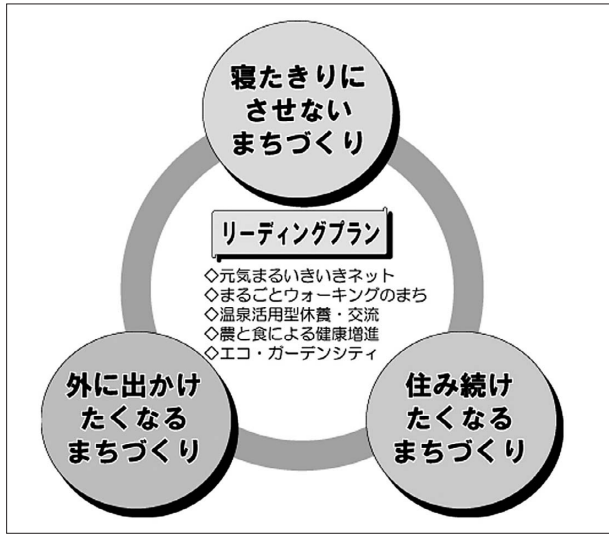 寝たきりに
させない
まちづくり
リーディングプラン
◇元気まるいきいきネット
◇まるごとウォーキングのまち
◇温泉活用型休養・交流
◇農と食による健康増進
◇エコ・ガーデンシティ
外に出かけ
たくなる
まちづくり
住み続け
たくなる
まちづくり